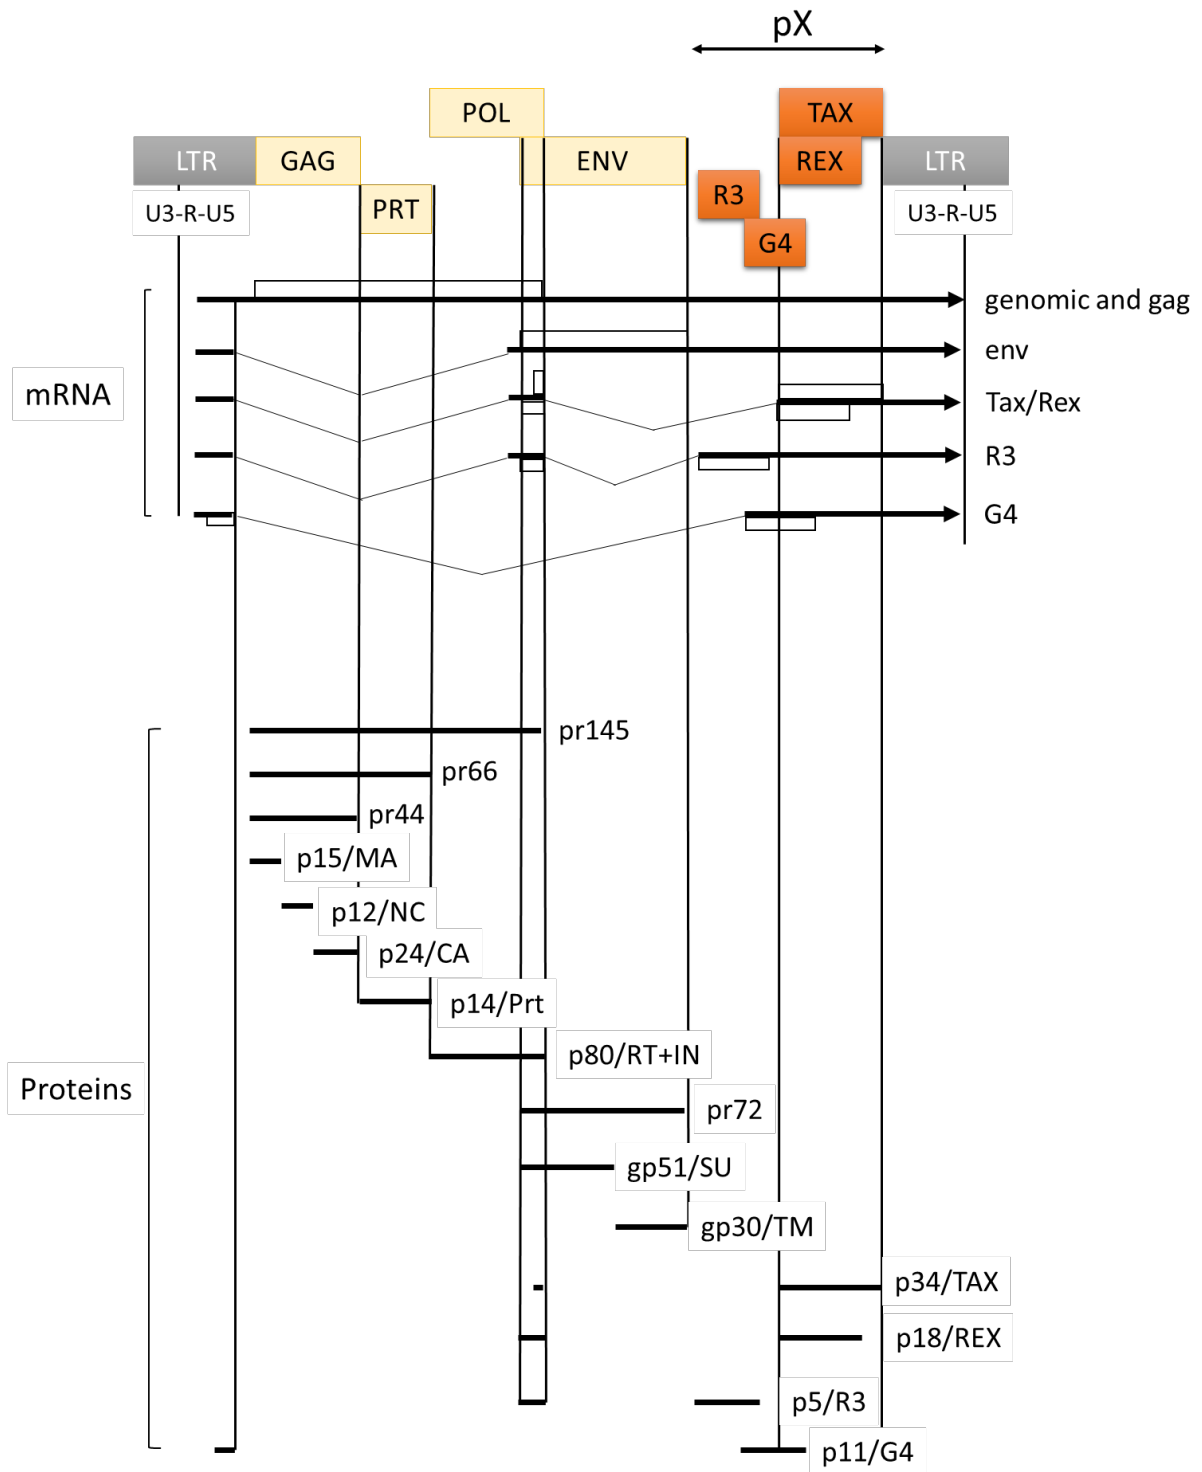 pX
POL
TAX
LTR
GAG
ENV
REX
LTR
U3-R-U5
PRT
R3
U3-R-U5
G4
mRNA
genomic and gag
env
Tax/Rex
R3
G4
Proteins
pr145
pr66
pr44
p15/MA
p12/NC
p24/CA
p14/Prt
p80/RT+IN
pr72
gp51/SU
gp30/TM
p34/TAX
p18/REX
p5/R3
p11/G4